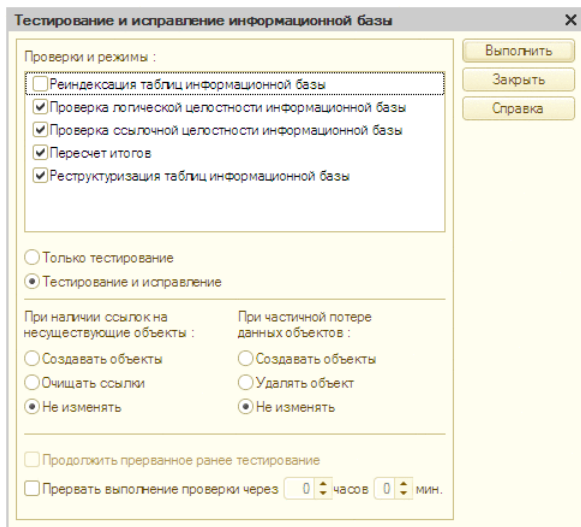 Тестирование и исправление информационной базы
Выполнить
Проверки и режимы :
Закрыть
Реиндексация таблиц информационной базы
Проверка логической целостности информационной базы
Справка
Проверка ссылочной целостности информационной базы
Пересчет итогов
Реструктуризация таблиц информационной базы
Только тестирование
Тестирование и исправление
При наличии ссылок на
несуществующие объекты :
При частичной потере
данных объектов :
Создавать объекты
Очищать ссылки
Не изменять
Создавать объекты
Удалять объект
Не изменять
Продолжить прерванное ранее тестирование
Прервать выполнение проверки через 0 часов 0 мин.